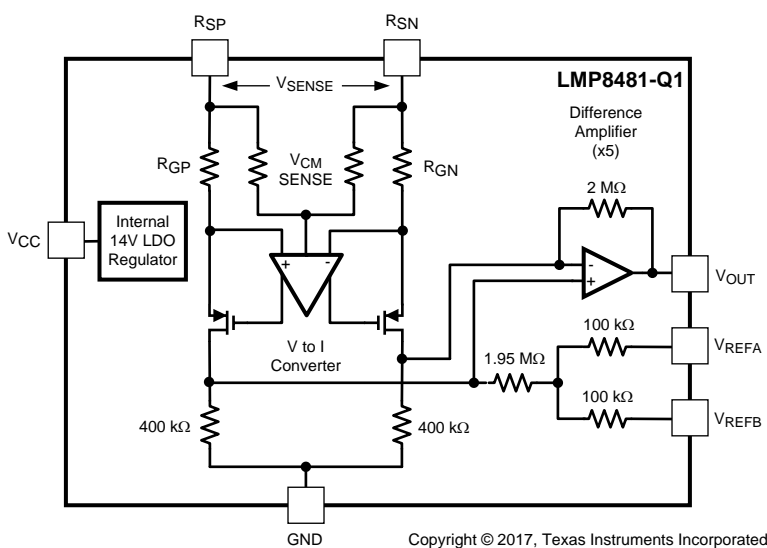 RSP
RSN
VSENSE
LMP8481-Q1
Difference
Amplifier
(x5)
RGP
VCM
SENSE
RGN
2 MΩ
VCC
Internal
14V LDO
Regulator
+
-
-
+
VOUT
V to I
Converter
1.95 MΩ
100 kΩ
VREFA
100 kΩ
VREFB
400 kΩ
400 kΩ
GND
Copyright © 2017, Texas Instruments Incorporated